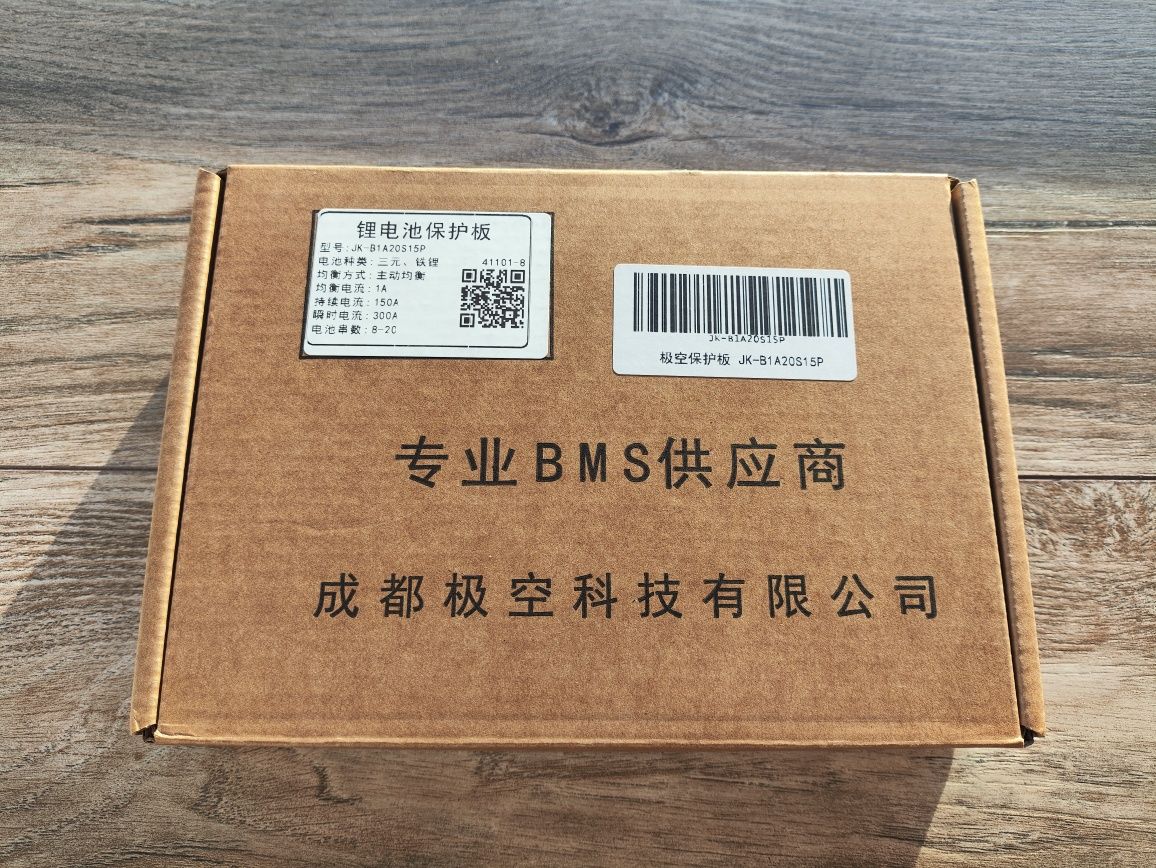 锂电池保护板
型号:JK-B1A20S15P
电池种类:三元、铁锂 41101-8
均衡方式:主动均衡
均衡电流:1A
持续电流:150A
瞬时电流:300A
电池串数:8-20
JK-B1A20S15P
极空保护板 JK-B1A20S15P
专业BMS供应商
成都极空科技有限公司